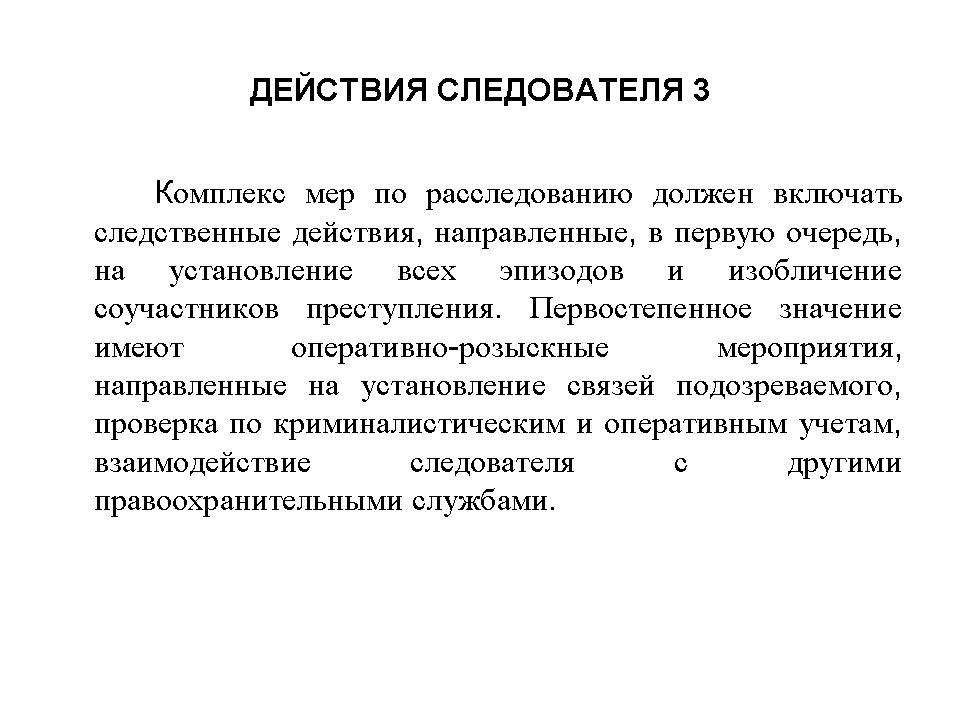 ДЕЙСТВИЯ СЛЕДОВАТЕЛЯ 3
Комплекс мер по расследованию должен включать
следственные действия, направленные, в первую очередь,
на установление всех эпизодов и изобличение
соучастников преступления. Первостепенное значение
имеют оперативно-розыскные мероприятия,
направленные на установление связей подозреваемого,
проверка по криминалистическим и оперативным учетам,
взаимодействие следователя с другими
правоохранительными службами.